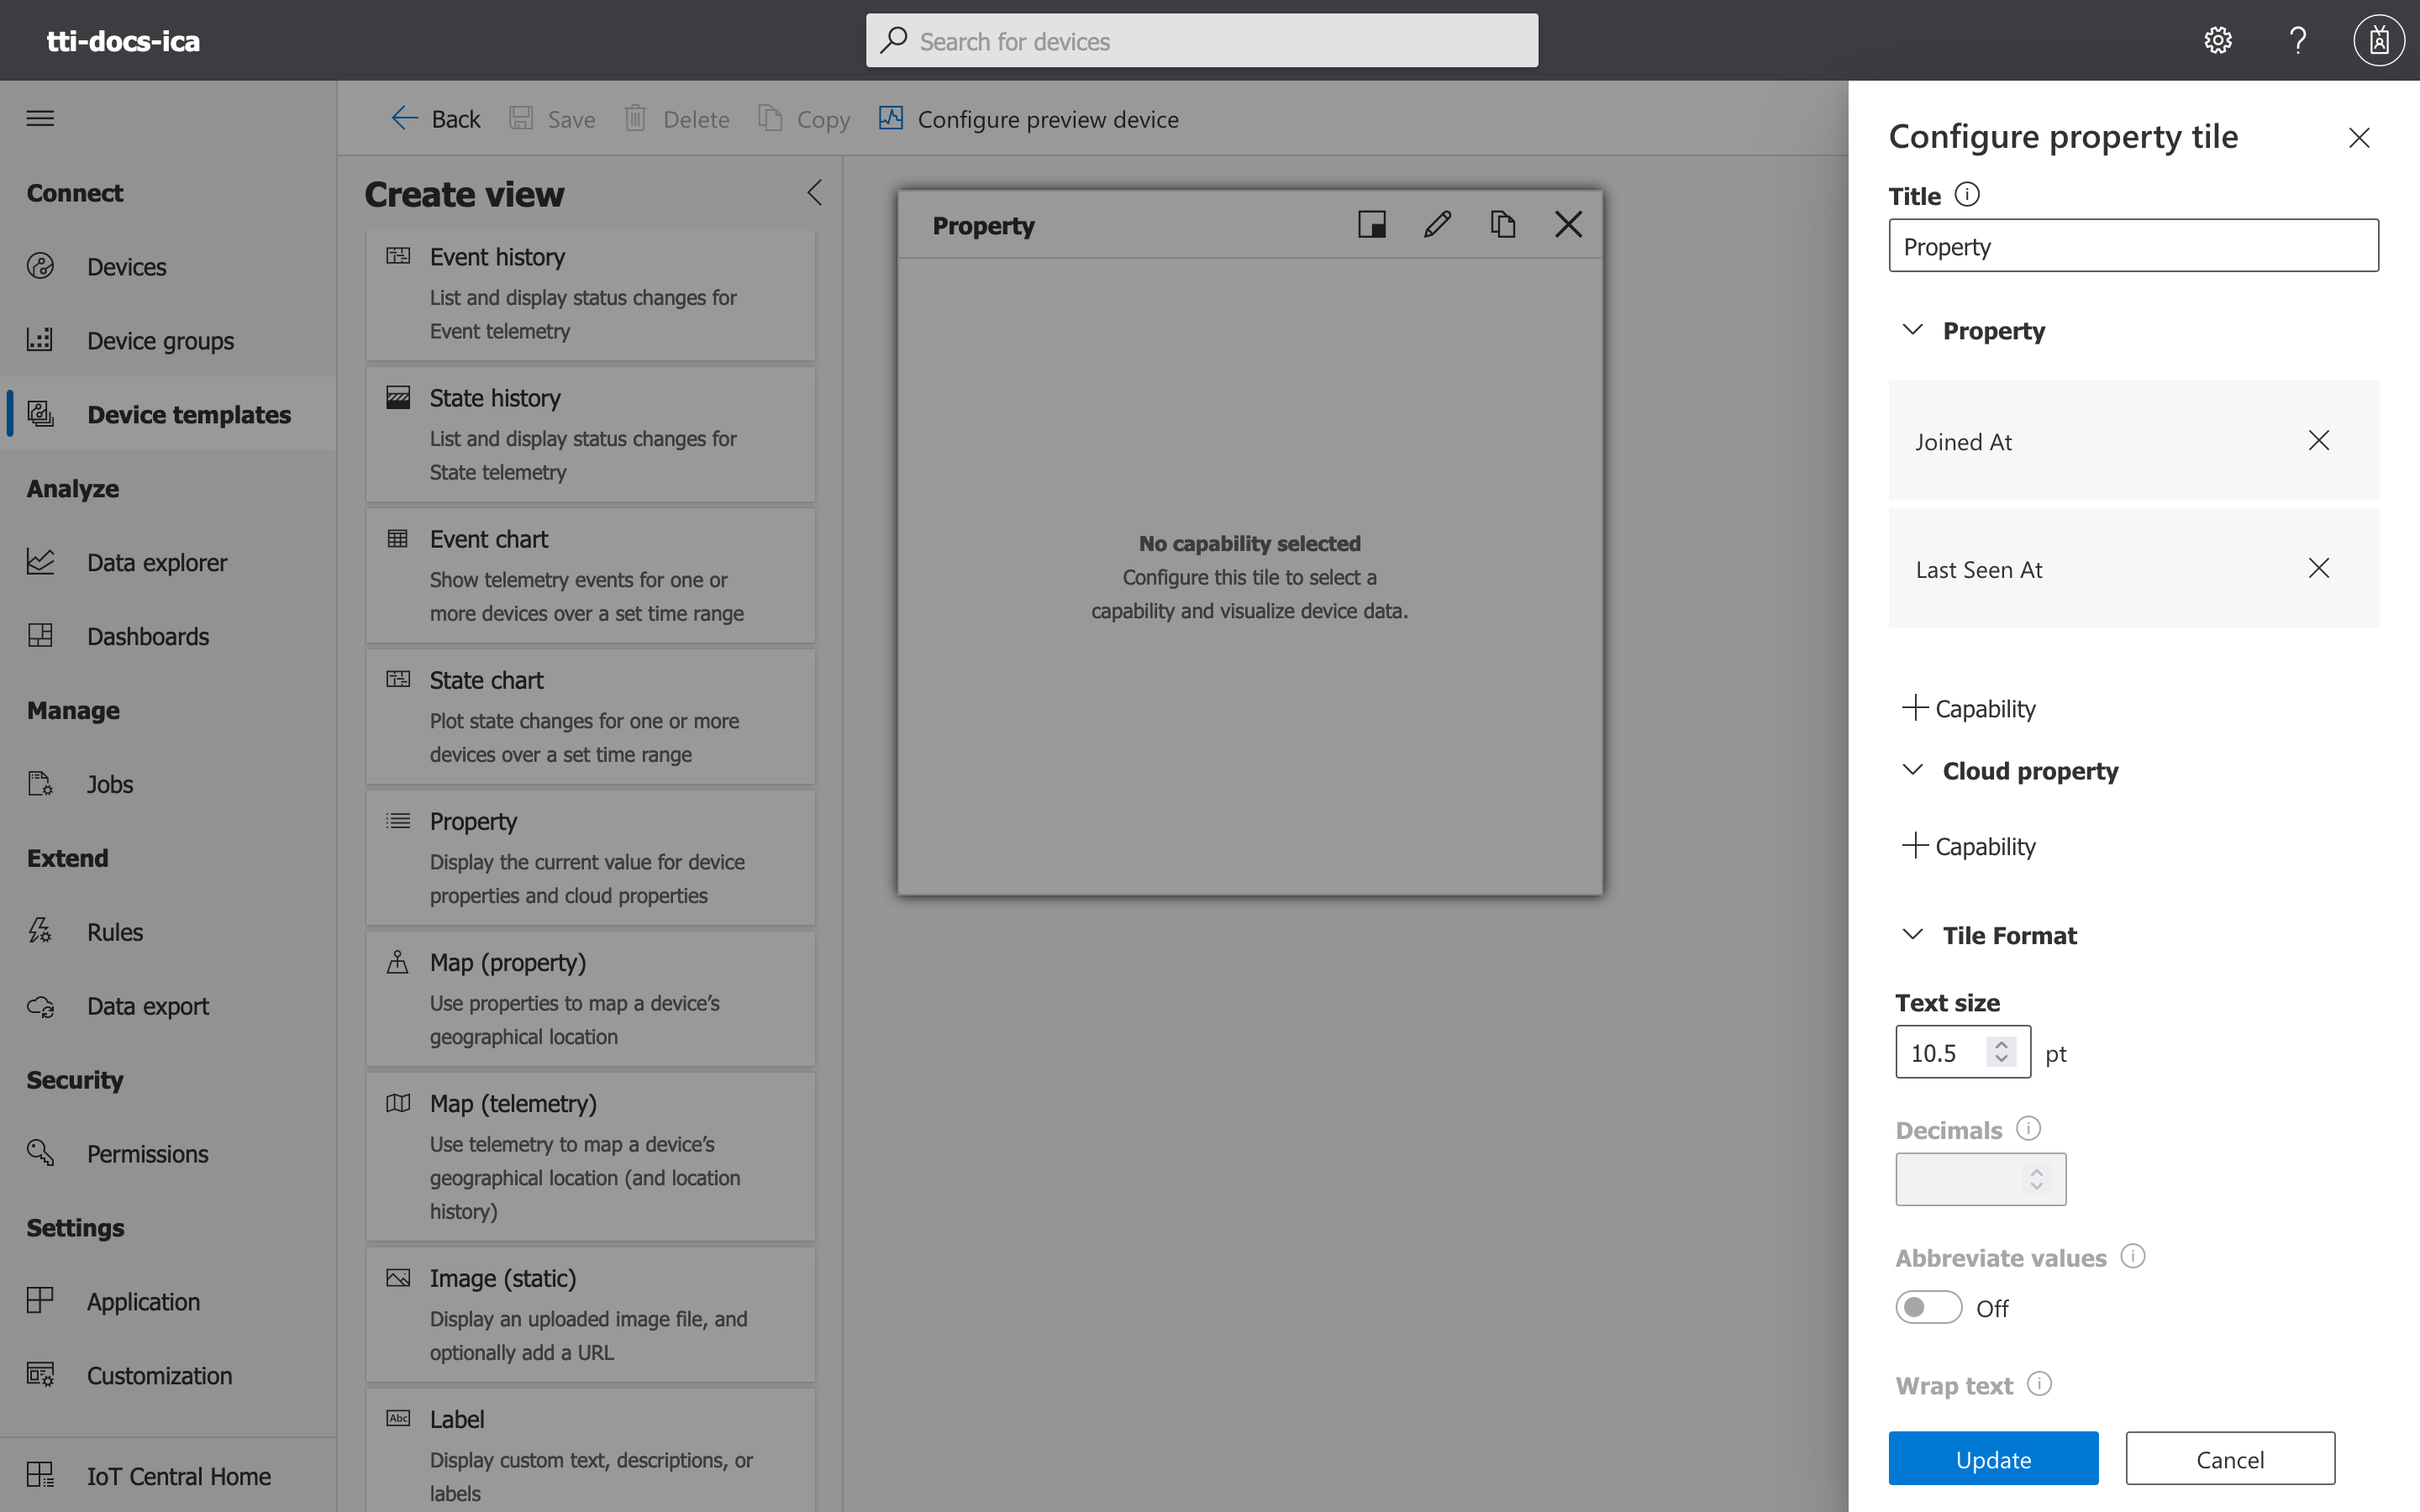 tti-docs-ica
Search for devices
Connect
Devices
Device groups
Device templates
Analyze
Data explorer
Dashboards
Manage
Jobs
Extend
Rules
Data export
Security
Permissions
Settings
Application
Customization
IoT Central Home
Back
Save
Delete
Copy
Configure preview device
Create view
Event history
List and display status changes for
Event telemetry
State history
List and display status changes for
State telemetry
Event chart
Show telemetry events for one or
more devices over a set time range
State chart
Plot state changes for one or more
devices over a set time range
Property
Display the current value for device
properties and cloud properties
Map (property)
Use properties to map a device's
geographical location
Map (telemetry)
Use telemetry to map a device's
geographical location (and location
history)
Image (static)
Display an uploaded image file, and
optionally add a URL
Abc
Label
Display custom text, descriptions, or
labels
Property
No capability selected
Configure this tile to select a
capability and visualize device data.
Configure property tile
Title
Property
Property
Joined At
Last Seen At
Capability
Cloud property
Capability
Tile Format
Text size
10.5
pt
Decimals
Abbreviate values
Off
Wrap text
Update
Cancel